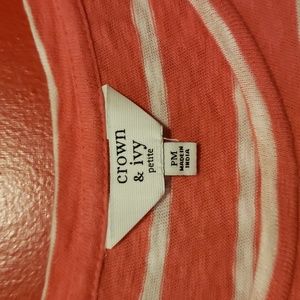 crown
& ivy
petite
PM
MADE IN
INDIA